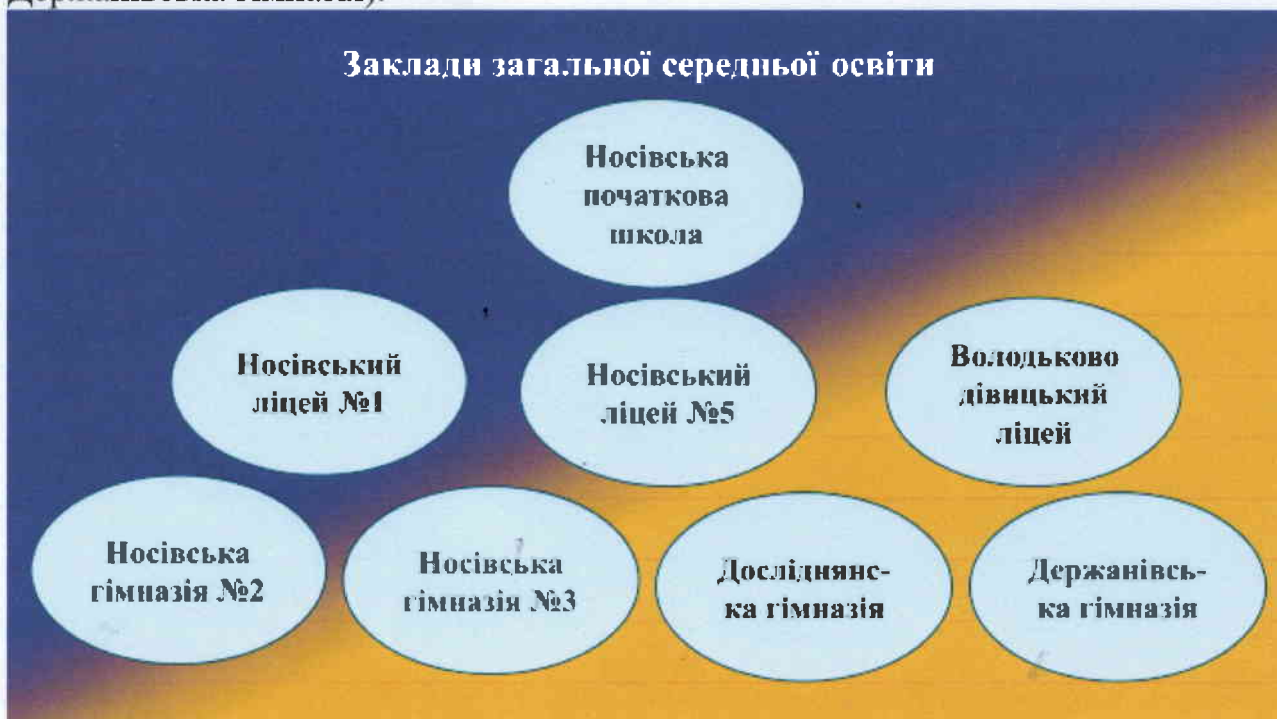 Заклади загальної середньої освіти
Носівська
початкова
школа
Носівський
ліцей №1
Носівський
ліцей №5
Володьково
дівицький
ліцей
Носівська
гімназія №2
Носівська
гімназія №3
Дослідянс-
ка гімназія
Держанівсь-
ка гімназія